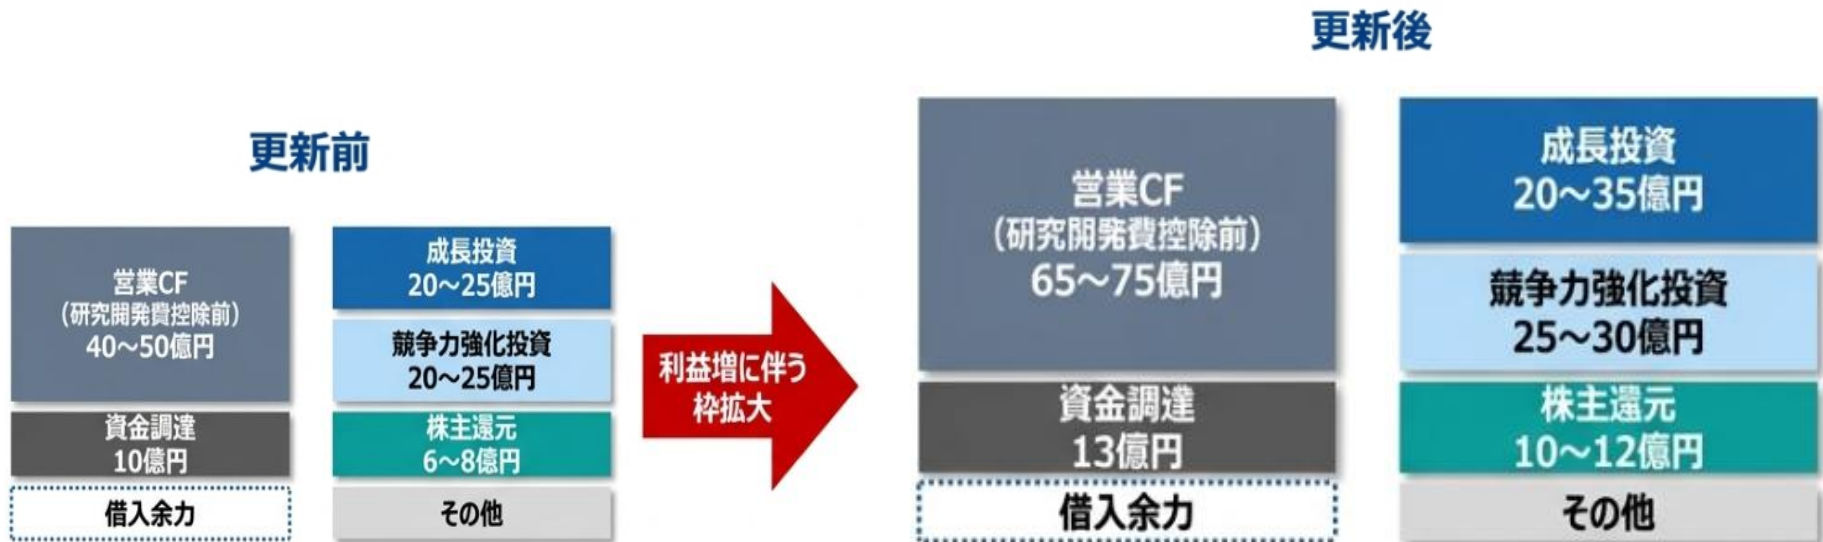 更新前
営業CF
(研究開発費控除前)
40～50億円
資金調達
10億円
借入余力
成長投資
20～25億円
競争力強化投資
20～25億円
株主還元
6～8億円
その他
利益増に伴う
枠拡大
更新後
営業CF
(研究開発費控除前)
65～75億円
資金調達
13億円
借入余力
成長投資
20～35億円
競争力強化投資
25～30億円
株主還元
10～12億円
その他